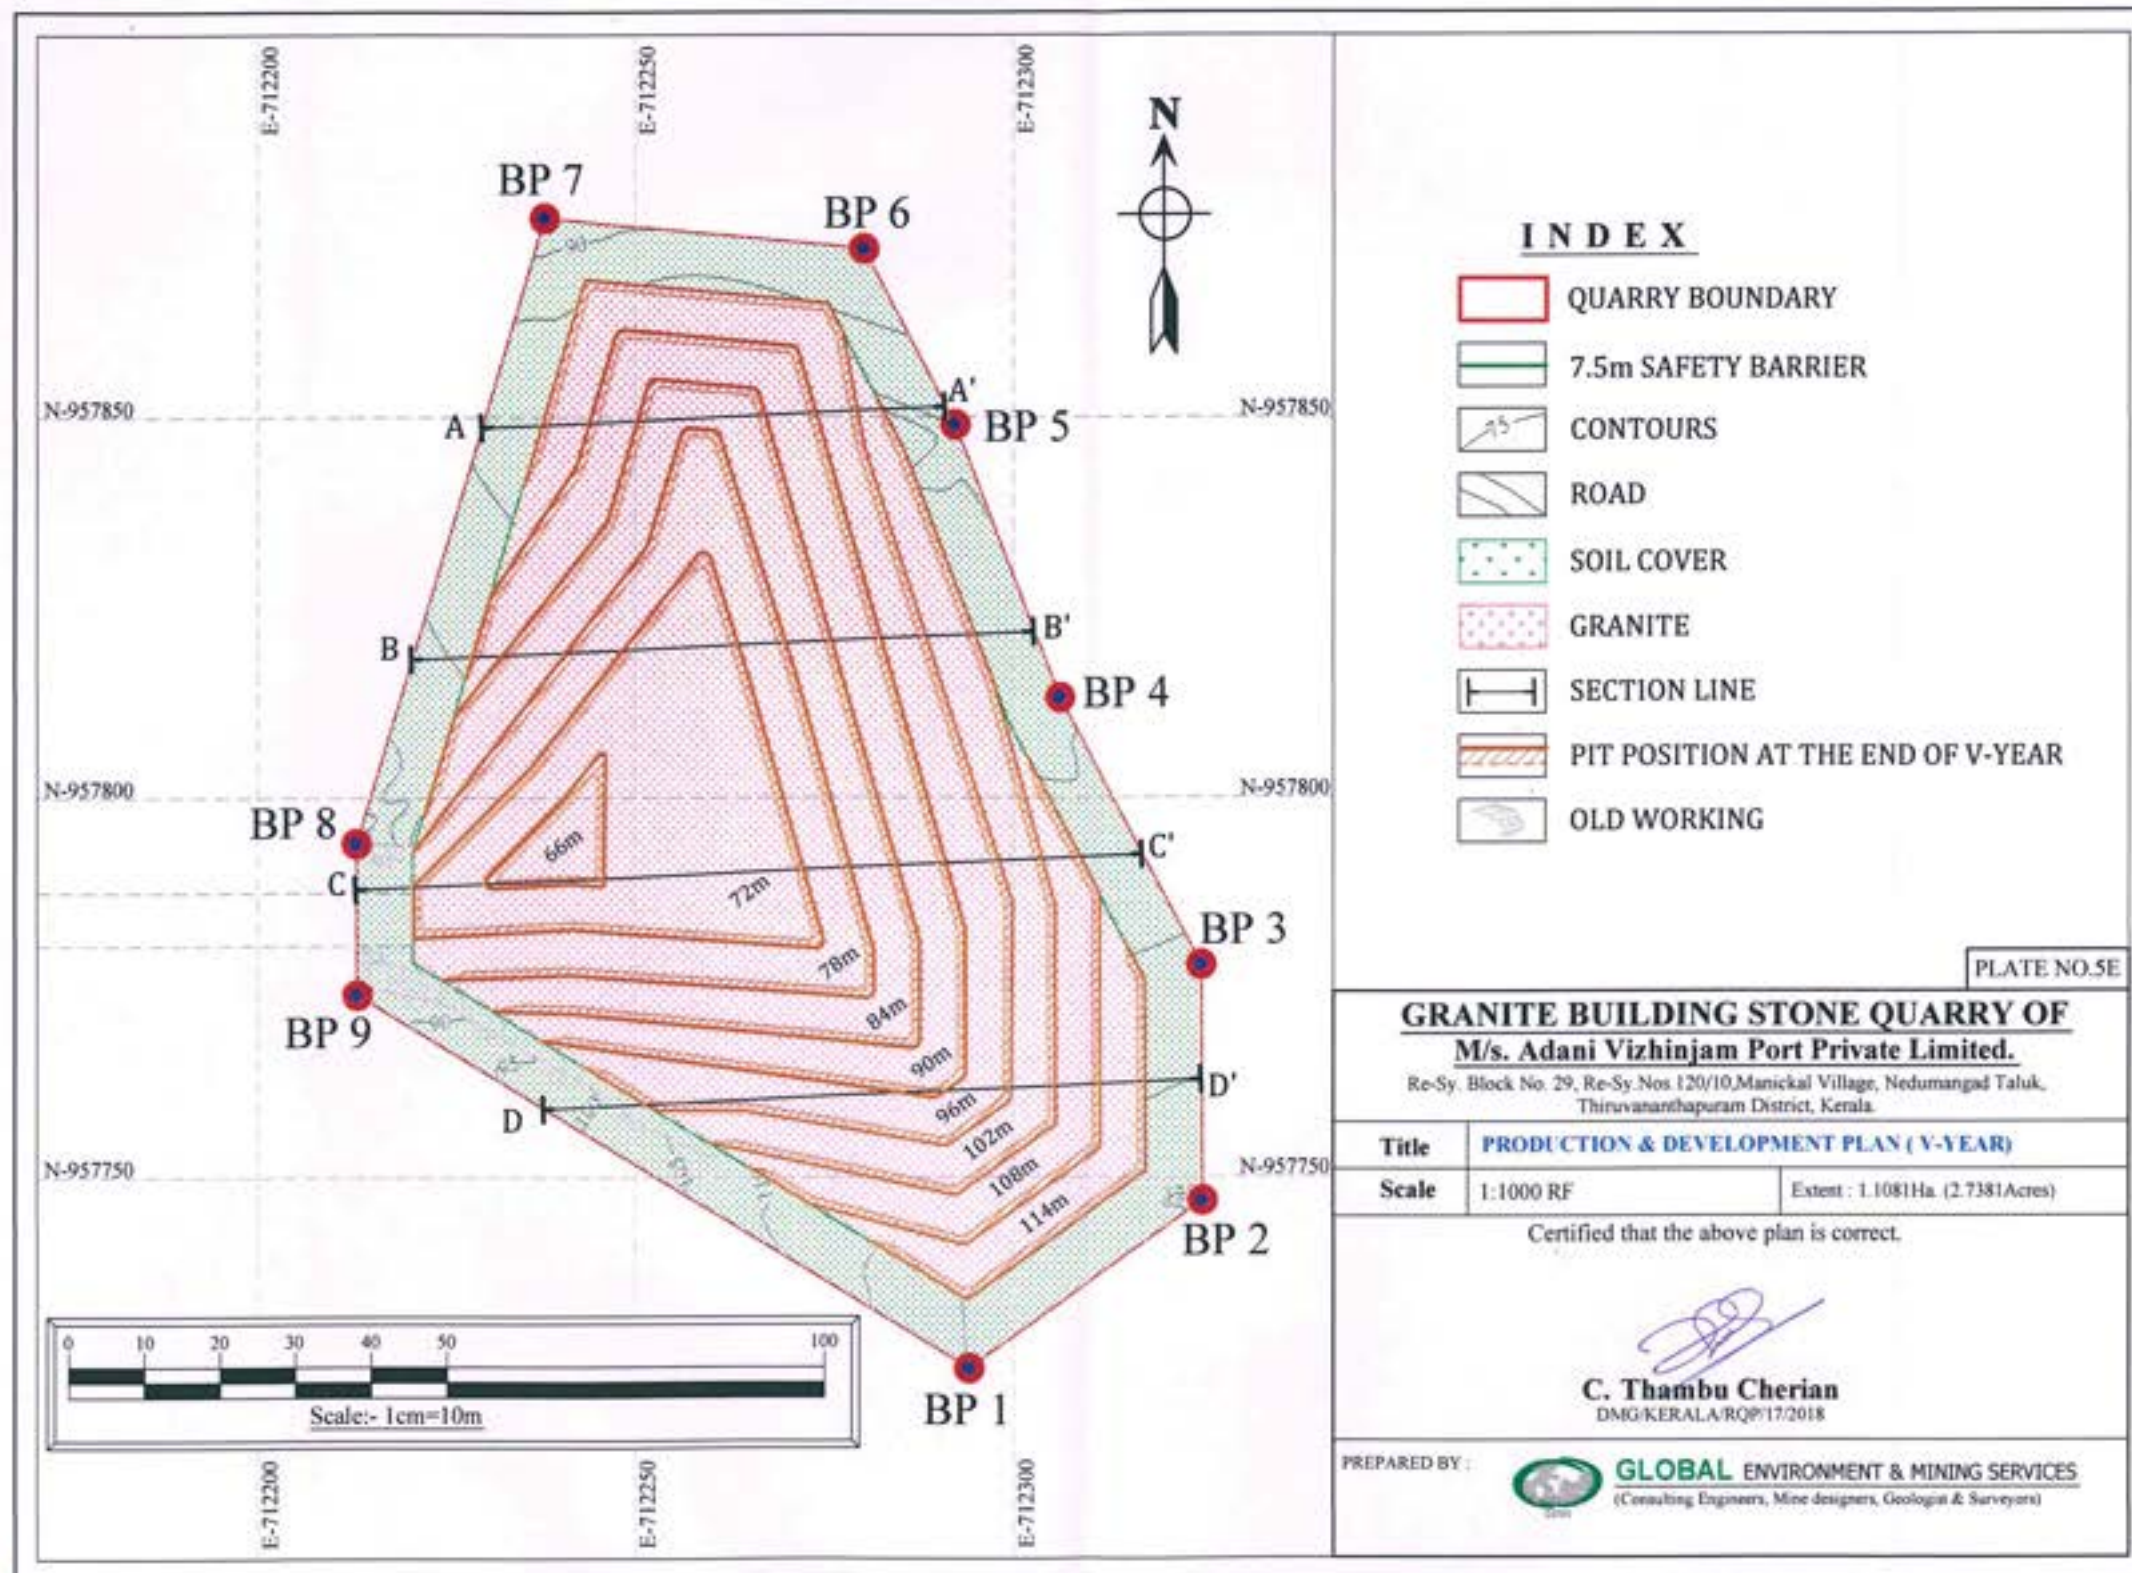 E-712200
E-712250
E-712300
N
BP 7
BP 6
90
A
A'
BP 5
N-957850
N-957850
B
B'
BP 4
N-957800
N-957800
BP 8
66m
C
C'
72m
BP 3
78m
BP 9
90
84m
90m
D
D'
96m
102m
108m
114m
N-957750
N-957750
BP 2
BP 1
0 10 20 30 40 50 100
Scale:- 1cm=10m
E-712200
E-712250
E-712300
INDEX
QUARRY BOUNDARY
7.5m SAFETY BARRIER
75
CONTOURS
ROAD
SOIL COVER
GRANITE
SECTION LINE
PIT POSITION AT THE END OF V-YEAR
OLD WORKING
PLATE NO.5E
GRANITE BUILDING STONE QUARRY OF
M/s. Adani Vizhinjam Port Private Limited.
Re-Sy. Block No. 29, Re-Sy.Nos.120/10,Manickal Village, Nedumangad Taluk,
Thiruvananthapuram District, Kerala.
Title PRODUCTION & DEVELOPMENT PLAN ( V-YEAR)
Scale 1:1000 RF Extent : 1.1081Ha. (2.7381Acres)
Certified that the above plan is correct.
C. Thambu Cherian
DMG/KERALA/RQP/17/2018
PREPARED BY :
GLOBAL ENVIRONMENT & MINING SERVICES
(Consulting Engineers, Mine designers, Geologist & Surveyors)